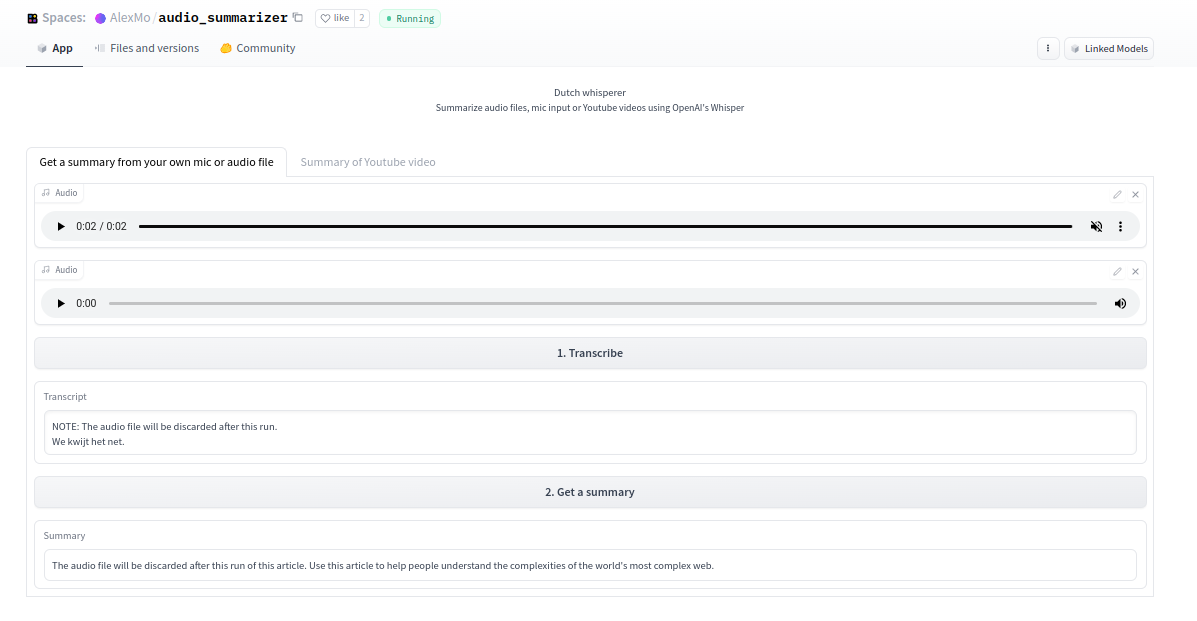 Spaces: AlexMo/audio_summarizer like 2 Running
App Files and versions Community Linked Models
Dutch whisperer
Summarize audio files, mic input or Youtube videos using OpenAI's Whisper
Get a summary from your own mic or audio file Summary of Youtube video
Audio
0:02 / 0:02
Audio
0:00
1. Transcribe
Transcript
NOTE: The audio file will be discarded after this run.
We kwijt het net.
2. Get a summary
Summary
The audio file will be discarded after this run of this article. Use this article to help people understand the complexities of the world's most complex web.